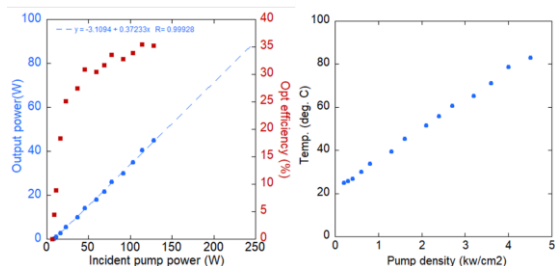 y = -3.1094 + 0.37233x R= 0.99928
Output power(W)
100
80
60
40
20
0
Opt efficiency (%)
40
35
30
25
20
15
10
5
0
0 50 100 150 200 250
Incident pump power (W)
Temp. (deg. C)
100
80
60
40
20
0
0 1 2 3 4 5
Pump density (kw/cm2)